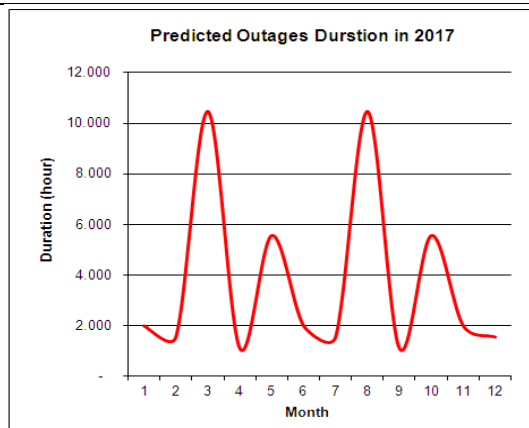 Predicted Outages Durstion in 2017
12.000
10.000
8.000
6.000
4.000
2.000
-
Duration (hour)
1 2 3 4 5 6 7 8 9 10 11 12
Month